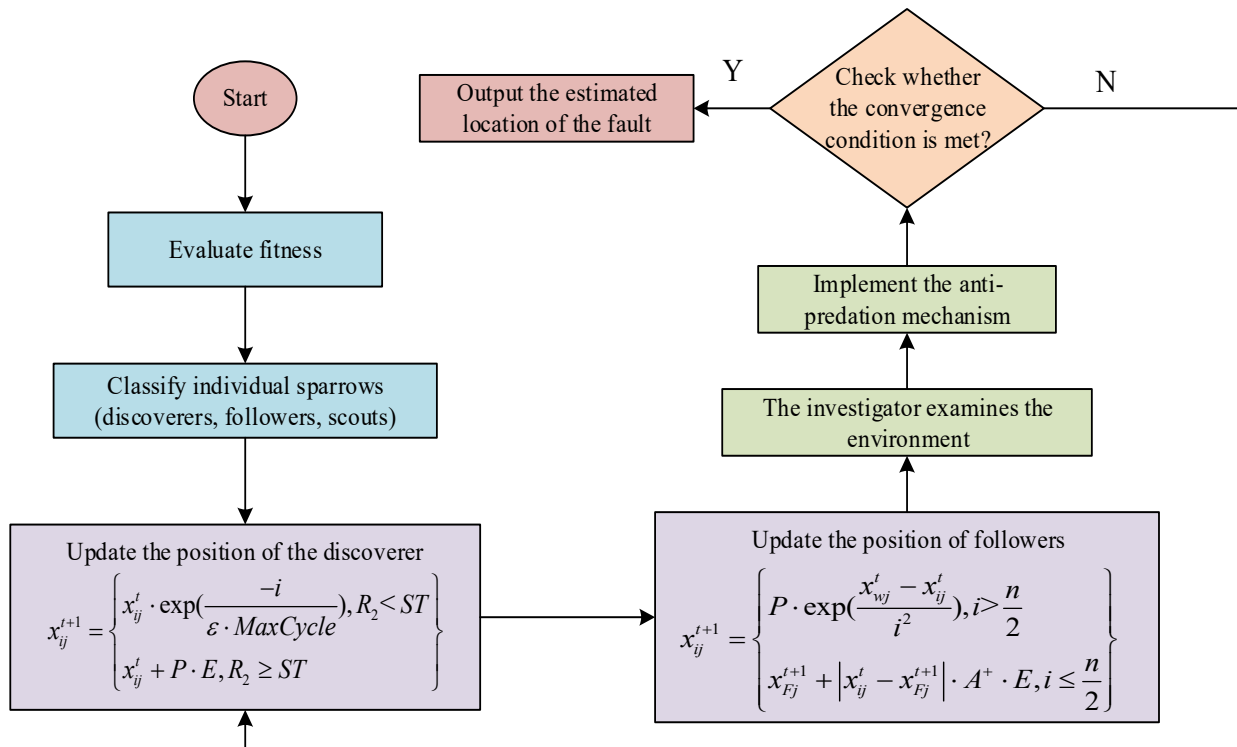 Start
Evaluate fitness
Classify individual sparrows
(discoverers, followers, scouts)
Update the position of the discoverer
x_{ij}^{t+1} = { x_{ij}^{t} · exp(\frac{-i}{ε · MaxCycle}), R_2 < ST
x_{ij}^{t} + P · E, R_2 ≥ ST }
Update the position of followers
x_{ij}^{t+1} = { P · exp(\frac{x_{wj}^{t} - x_{ij}^{t}}{i^2}), i > \frac{n}{2}
x_{Fj}^{t+1} + |x_{ij}^{t} - x_{Fj}^{t+1}| · A^+ · E, i ≤ \frac{n}{2} }
The investigator examines the
environment
Implement the anti-
predation mechanism
Check whether
the convergence
condition is met?
Y
N
Output the estimated
location of the fault